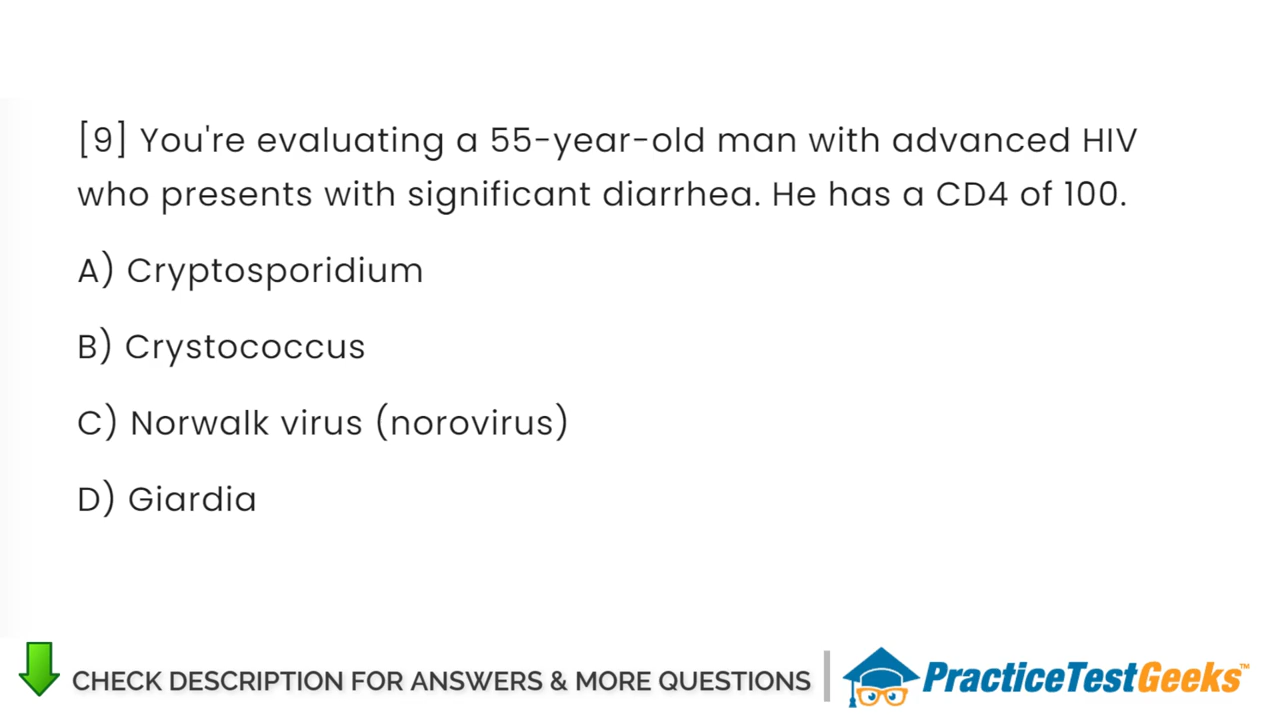 [9] You're evaluating a 55-year-old man with advanced HIV
who presents with significant diarrhea. He has a CD4 of 100.
A) Cryptosporidium
B) Crystococcus
C) Norwalk virus (norovirus)
D) Giardia
CHECK DESCRIPTION FOR ANSWERS & MORE QUESTIONS
PracticeTestGeeks™